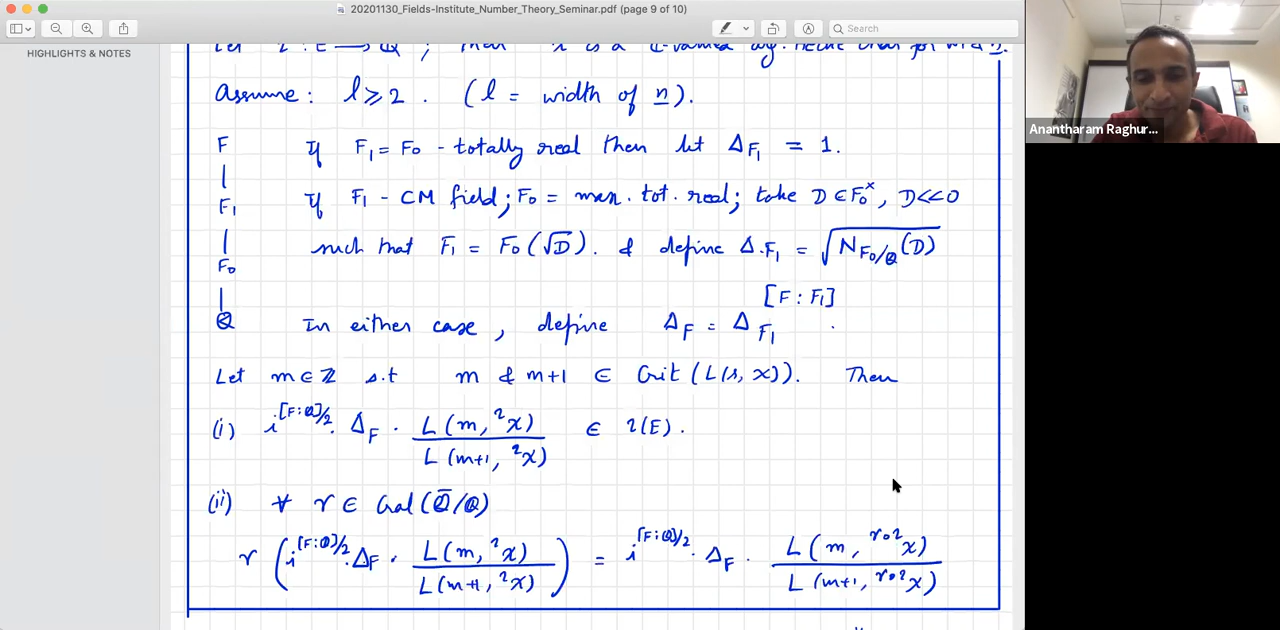 20201130_Fields-Institute_Number_Theory_Seminar.pdf (page 9 of 10)
Search
HIGHLIGHTS & NOTES
Anantharam Raghur...
Assume: l ⩾ 2 . (l = width of n).
F If F₁ = F₀ - totally real then let Δ_{F₁} = 1.
F₁ If F₁ - CM field; F₀ = max. tot. real; take D ∈ F₀^×, D<<0
such that F₁ = F₀(√D). & define Δ_{F₁} = √(N_{F₀/Q}(D))
F₀
Q In either case, define Δ_F = Δ_{F₁}^{[F:F₁]} .
Let m ∈ ℤ s.t m & m+1 ∈ Crit(L(s, χ)). Then
(i) i^{[F:Q]/2} · Δ_F · L(m, ^ιχ) / L(m+1, ^ιχ) ∈ ι(E).
(ii) ∀ γ ∈ Gal(Q̄/Q)
γ ( i^{[F:Q]/2} · Δ_F · L(m, ^ιχ) / L(m+1, ^ιχ) ) = i^{[F:Q]/2} · Δ_F · L(m, ^{γ∘ι}χ) / L(m+1, ^{γ∘ι}χ)